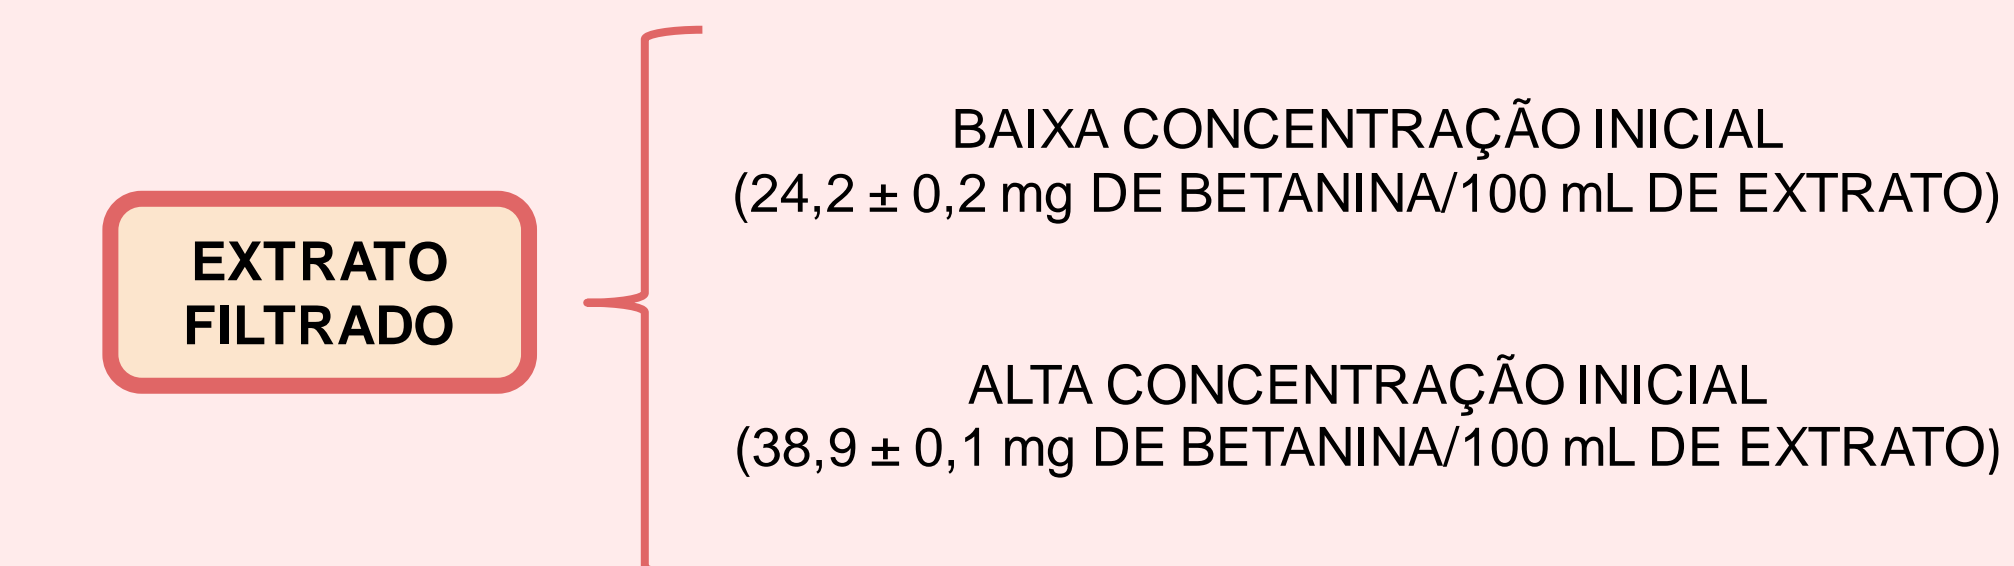 EXTRATO
FILTRADO
BAIXA CONCENTRAÇÃO INICIAL
(24,2 ± 0,2 mg DE BETANINA/100 mL DE EXTRATO)
ALTA CONCENTRAÇÃO INICIAL
(38,9 ± 0,1 mg DE BETANINA/100 mL DE EXTRATO)